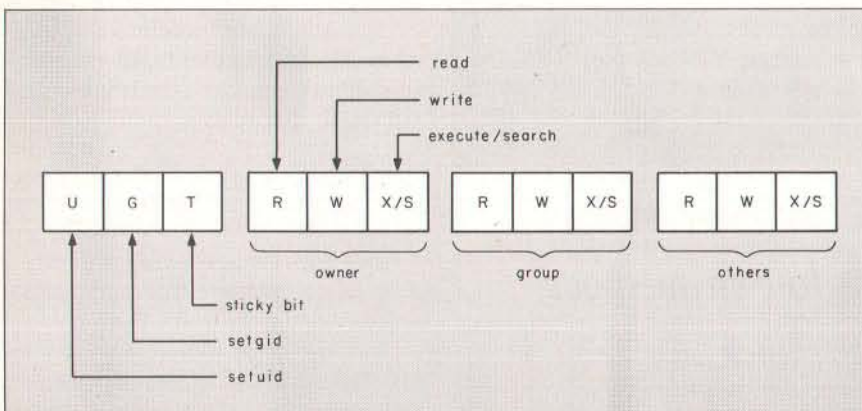 read
write
execute/search
U G T R W X/S R W X/S R W X/S
owner group others
sticky bit
setgid
setuid